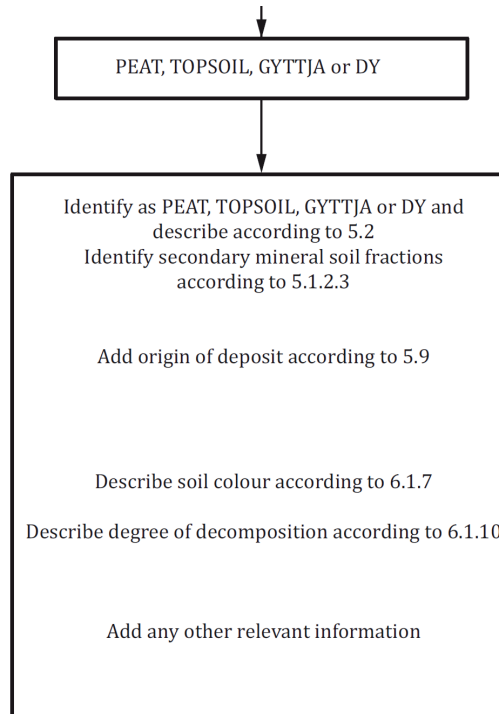 PEAT, TOPSOIL, GYTTJA or DY
Identify as PEAT, TOPSOIL, GYTTJA or DY and
describe according to 5.2
Identify secondary mineral soil fractions
according to 5.1.2.3
Add origin of deposit according to 5.9
Describe soil colour according to 6.1.7
Describe degree of decomposition according to 6.1.10
Add any other relevant information